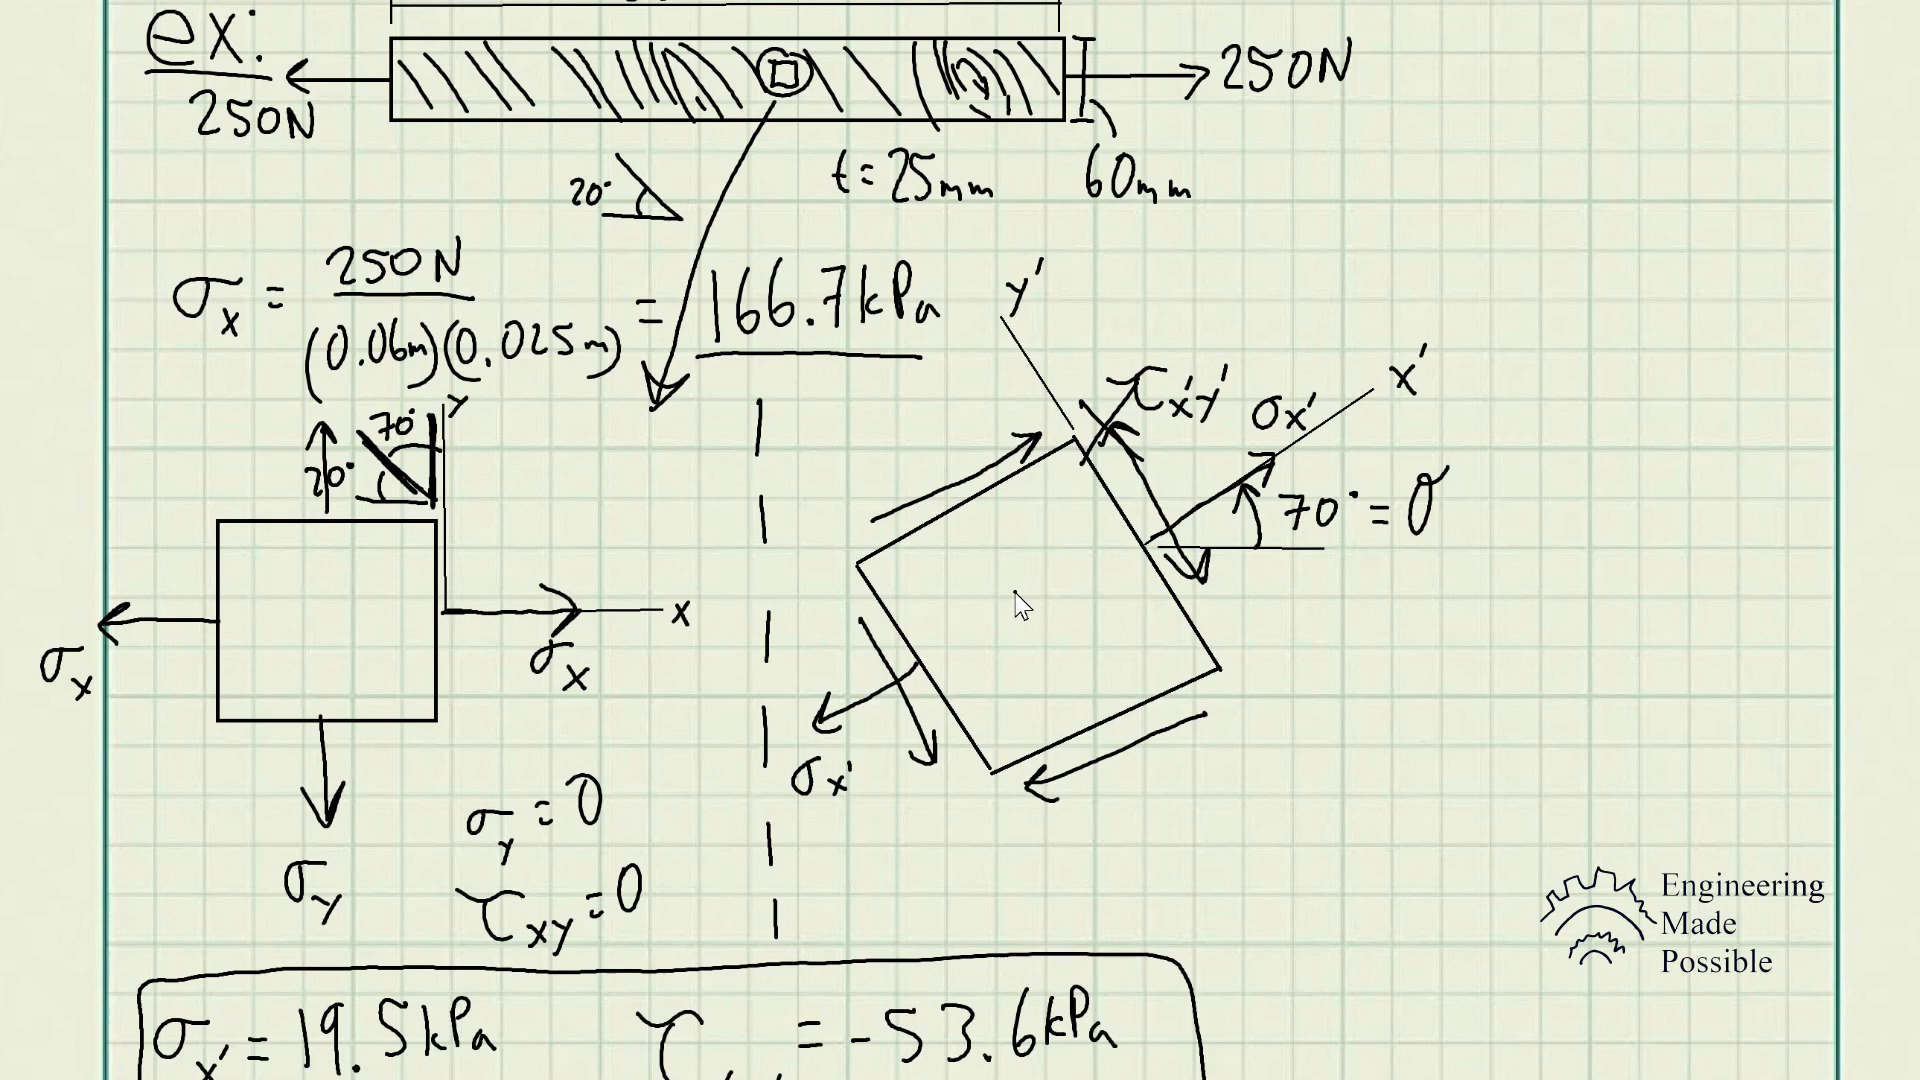 ex:
250N
250N
t = 25mm
60mm
20°
σx = 250N / (0.06m)(0.025m) = 166.7kPa
y
70°
20°
x
σx
σx
σy
σy = 0
τxy = 0
y'
x'
τx'y'
σx'
70° = θ
σx'
σx' = 19.5kPa
= -53.6kPa
Engineering
Made
Possible